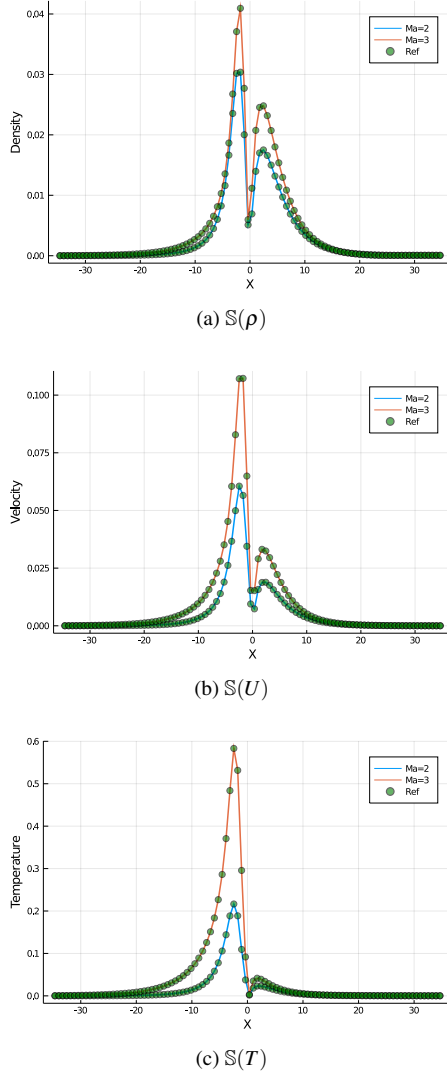 0.04
0.03
0.02
0.01
0.00
Density
-30 -20 -10 0 10 20 30
X
Ma=2
Ma=3
Ref
(a) 𝕊(ρ)
0.100
0.075
0.050
0.025
0.000
Velocity
-30 -20 -10 0 10 20 30
X
Ma=2
Ma=3
Ref
(b) 𝕊(U)
0.6
0.5
0.4
0.3
0.2
0.1
0.0
Temperature
-30 -20 -10 0 10 20 30
X
Ma=2
Ma=3
Ref
(c) 𝕊(T)